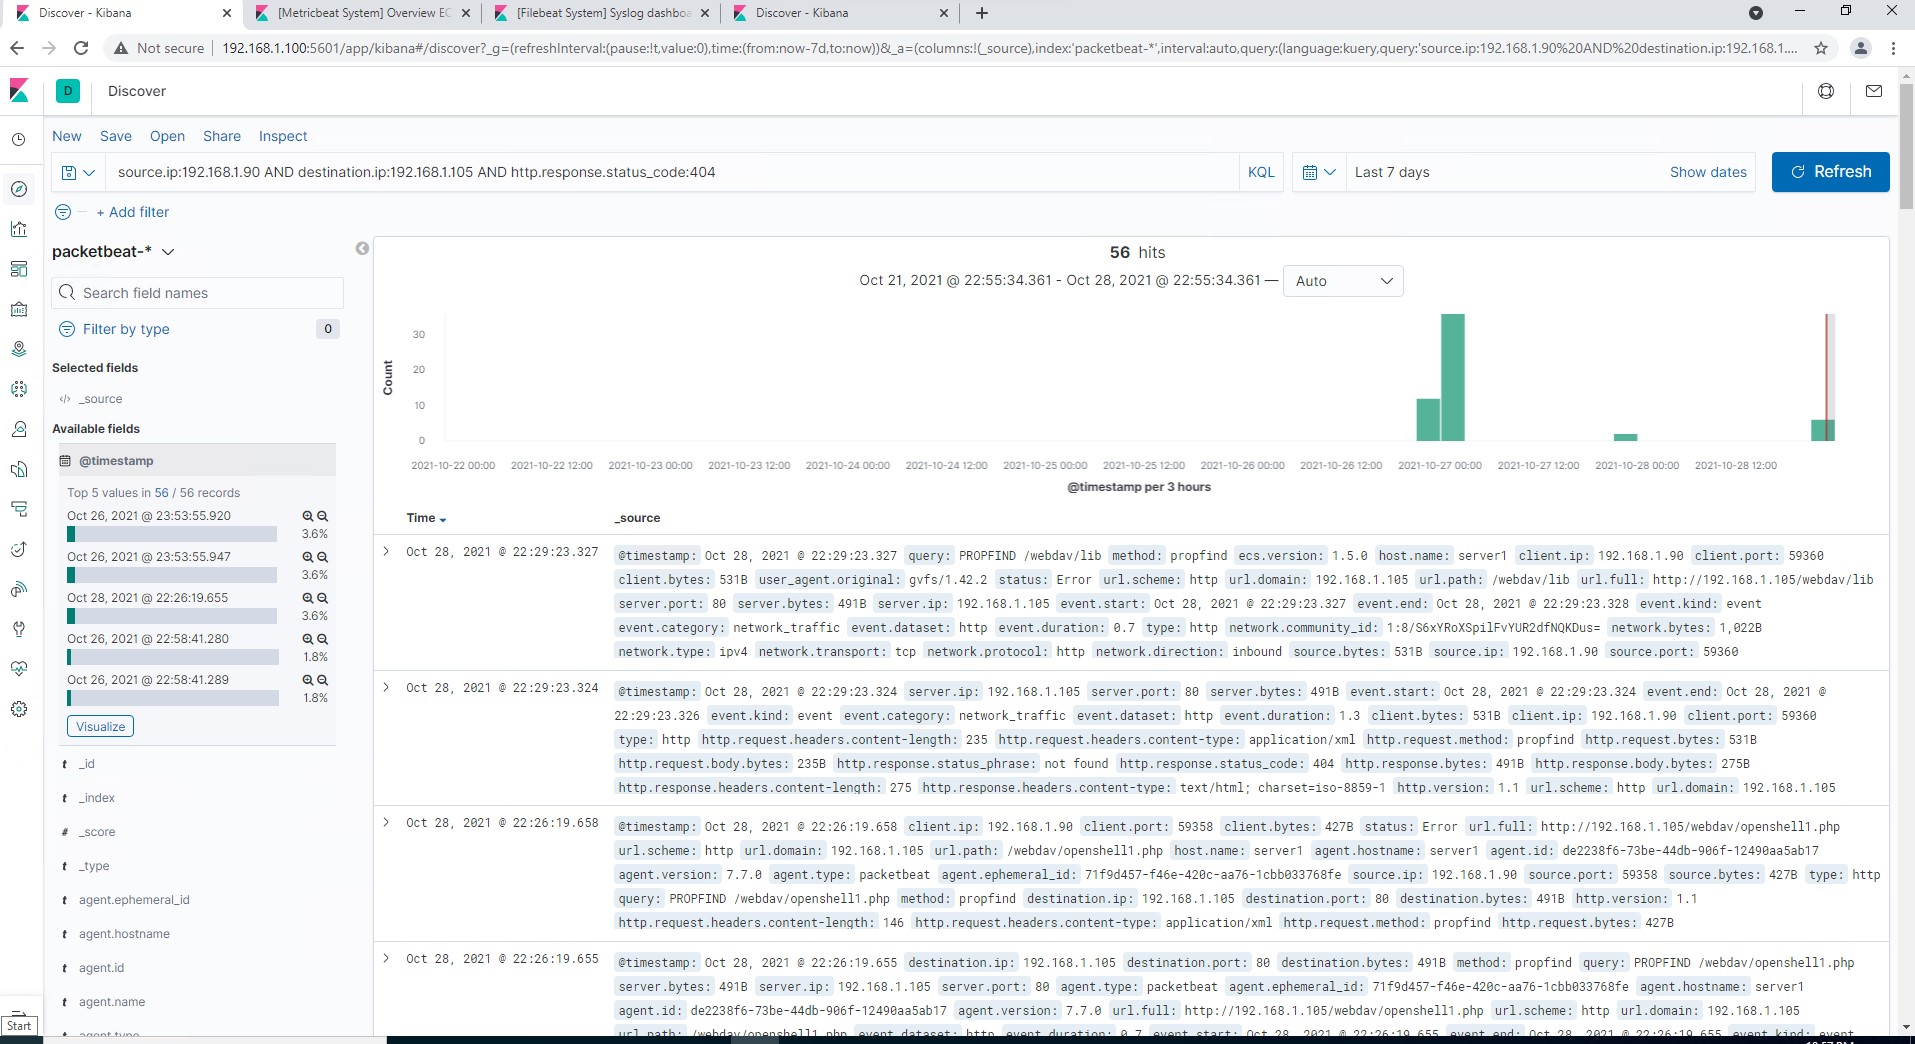 Discover - Kibana
[Metricbeat System] Overview EC
[Filebeat System] Syslog dashboa
Discover - Kibana
Not secure
192.168.1.100:5601/app/kibana#/discover?_g=(refreshInterval:(pause:!t,value:0),time:(from:now-7d,to:now))&_a=(columns:!(_source),index:'packetbeat-*',interval:auto,query:(language:kuery,query:'source.ip:192.168.1.90%20AND%20destination.ip:192.168.1....
D
Discover
New Save Open Share Inspect
source.ip:192.168.1.90 AND destination.ip:192.168.1.105 AND http.response.status_code:404
KQL
Last 7 days
Show dates
Refresh
+ Add filter
packetbeat-*
Search field names
Filter by type 0
Selected fields
_source
Available fields
@timestamp
Top 5 values in 56 / 56 records
Oct 26, 2021 @ 23:53:55.920
3.6%
Oct 26, 2021 @ 23:53:55.947
3.6%
Oct 28, 2021 @ 22:26:19.655
3.6%
Oct 26, 2021 @ 22:58:41.280
1.8%
Oct 26, 2021 @ 22:58:41.289
1.8%
Visualize
t _id
t _index
# _score
t _type
t agent.ephemeral_id
t agent.hostname
t agent.id
t agent.name
agent.type
Start
56 hits
Oct 21, 2021 @ 22:55:34.361 - Oct 28, 2021 @ 22:55:34.361 — Auto
Count
30
20
10
0
2021-10-22 00:00 2021-10-22 12:00 2021-10-23 00:00 2021-10-23 12:00 2021-10-24 00:00 2021-10-24 12:00 2021-10-25 00:00 2021-10-25 12:00 2021-10-26 00:00 2021-10-26 12:00 2021-10-27 00:00 2021-10-27 12:00 2021-10-28 00:00 2021-10-28 12:00
@timestamp per 3 hours
Time _source
Oct 28, 2021 @ 22:29:23.327
@timestamp: Oct 28, 2021 @ 22:29:23.327 query: PROPFIND /webdav/lib method: propfind ecs.version: 1.5.0 host.name: server1 client.ip: 192.168.1.90 client.port: 59360
client.bytes: 531B user_agent.original: gvfs/1.42.2 status: Error url.scheme: http url.domain: 192.168.1.105 url.path: /webdav/lib url.full: http://192.168.1.105/webdav/lib
server.port: 80 server.bytes: 491B server.ip: 192.168.1.105 event.start: Oct 28, 2021 @ 22:29:23.327 event.end: Oct 28, 2021 @ 22:29:23.328 event.kind: event
event.category: network_traffic event.dataset: http event.duration: 0.7 type: http network.community_id: 1:8/S6xYRoXSpilFvYUR2dfNQKDus= network.bytes: 1,022B
network.type: ipv4 network.transport: tcp network.protocol: http network.direction: inbound source.bytes: 531B source.ip: 192.168.1.90 source.port: 59360
Oct 28, 2021 @ 22:29:23.324
@timestamp: Oct 28, 2021 @ 22:29:23.324 server.ip: 192.168.1.105 server.port: 80 server.bytes: 491B event.start: Oct 28, 2021 @ 22:29:23.324 event.end: Oct 28, 2021 @
22:29:23.326 event.kind: event event.category: network_traffic event.dataset: http event.duration: 1.3 client.bytes: 531B client.ip: 192.168.1.90 client.port: 59360
type: http http.request.headers.content-length: 235 http.request.headers.content-type: application/xml http.request.method: propfind http.request.bytes: 531B
http.request.body.bytes: 235B http.response.status_phrase: not found http.response.status_code: 404 http.response.bytes: 491B http.response.body.bytes: 275B
http.response.headers.content-length: 275 http.response.headers.content-type: text/html; charset=iso-8859-1 http.version: 1.1 url.scheme: http url.domain: 192.168.1.105
Oct 28, 2021 @ 22:26:19.658
@timestamp: Oct 28, 2021 @ 22:26:19.658 client.ip: 192.168.1.90 client.port: 59358 client.bytes: 427B status: Error url.full: http://192.168.1.105/webdav/openshell1.php
url.scheme: http url.domain: 192.168.1.105 url.path: /webdav/openshell1.php host.name: server1 agent.hostname: server1 agent.id: de2238f6-73be-44db-906f-12490aa5ab17
agent.version: 7.7.0 agent.type: packetbeat agent.ephemeral_id: 71f9d457-f46e-420c-aa76-1cbb033768fe source.ip: 192.168.1.90 source.port: 59358 source.bytes: 427B type: http
query: PROPFIND /webdav/openshell1.php method: propfind destination.ip: 192.168.1.105 destination.port: 80 destination.bytes: 491B http.version: 1.1
http.request.headers.content-length: 146 http.request.headers.content-type: application/xml http.request.method: propfind http.request.bytes: 427B
Oct 28, 2021 @ 22:26:19.655
@timestamp: Oct 28, 2021 @ 22:26:19.655 destination.ip: 192.168.1.105 destination.port: 80 destination.bytes: 491B method: propfind query: PROPFIND /webdav/openshell1.php
server.bytes: 491B server.ip: 192.168.1.105 server.port: 80 agent.type: packetbeat agent.ephemeral_id: 71f9d457-f46e-420c-aa76-1cbb033768fe agent.hostname: server1
agent.id: de2238f6-73be-44db-906f-12490aa5ab17 agent.version: 7.7.0 url.full: http://192.168.1.105/webdav/openshell1.php url.scheme: http url.domain: 192.168.1.105
url.path: /webdav/openshell1.php event.dataset: http event.duration: 0.7 event.start: Oct 28, 2021 @ 22:26:19.655 event.end: Oct 28, 2021 @ 22:26:19.655 event.kind: event